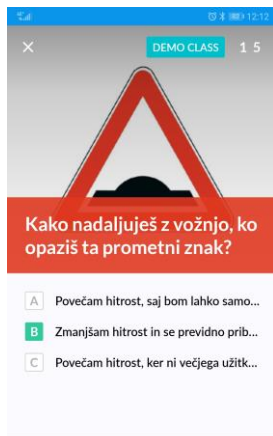 12:12
DEMO CLASS 1 5
Kako nadaljuješ z vožnjo, ko
opaziš ta prometni znak?
A Povečam hitrost, saj bom lahko samo...
B Zmanjšam hitrost in se previdno prib...
C Povečam hitrost, ker ni večjega užitk...